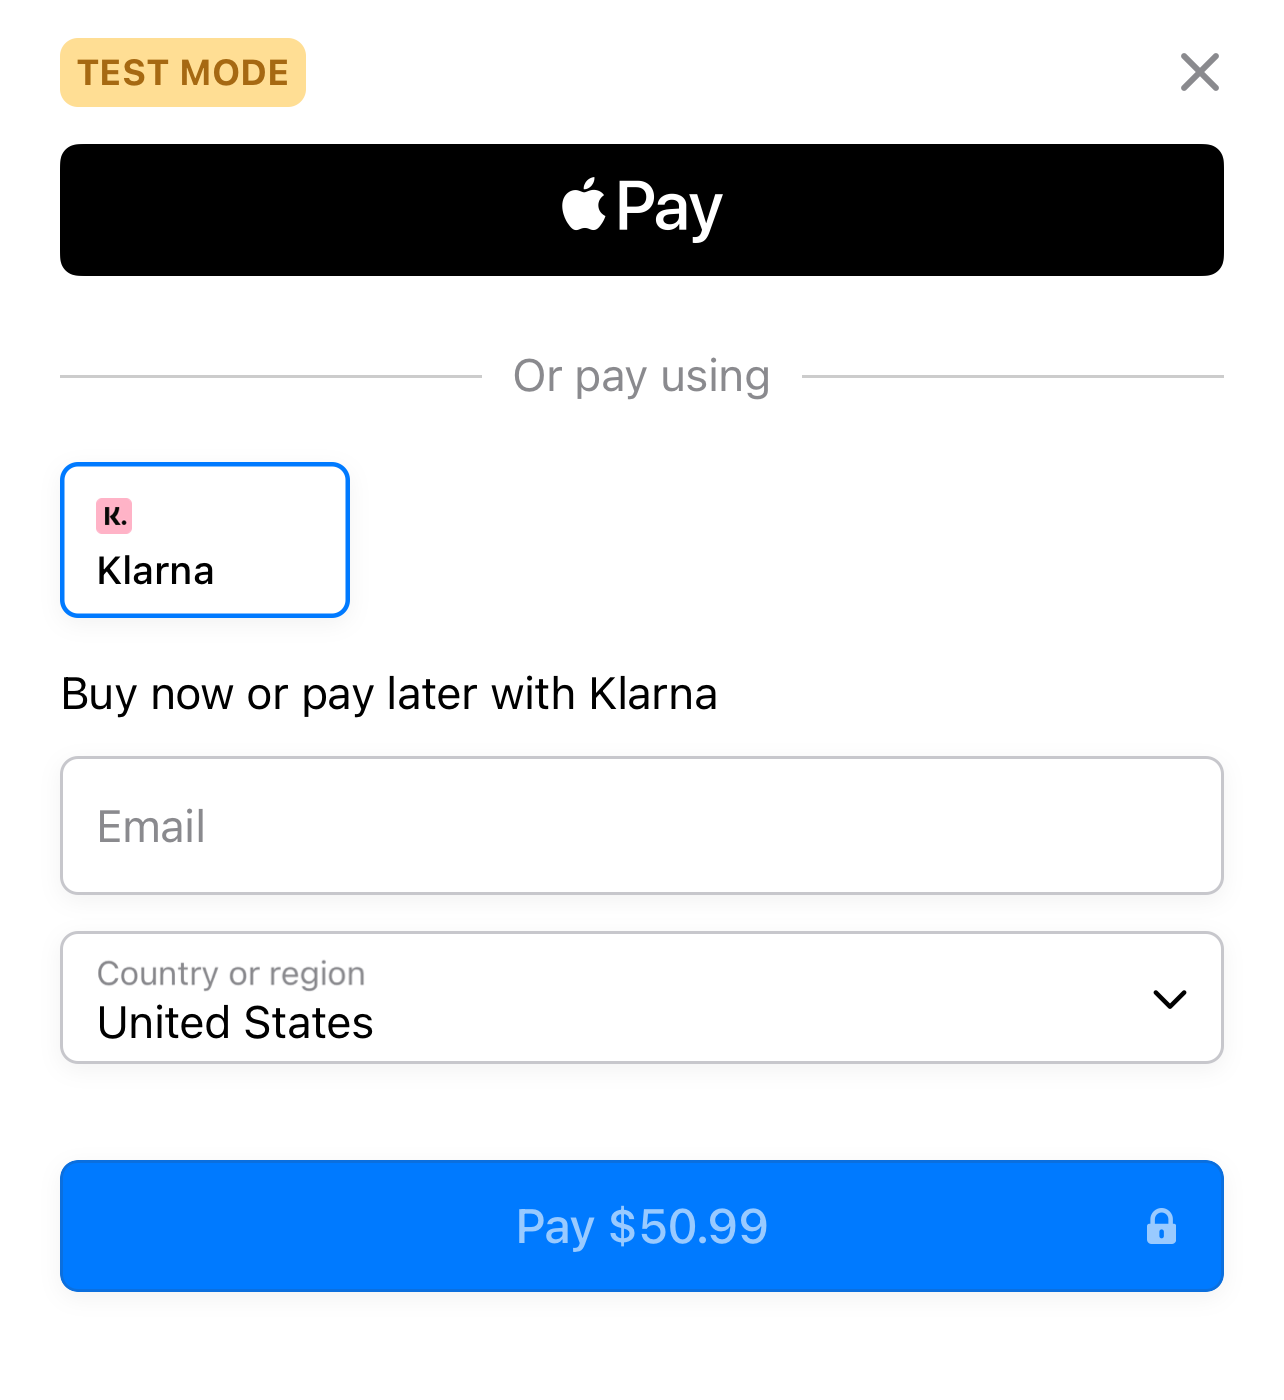 TEST MODE
Pay
Or pay using
K.
Klarna
Buy now or pay later with Klarna
Email
Country or region
United States
Pay $50.99